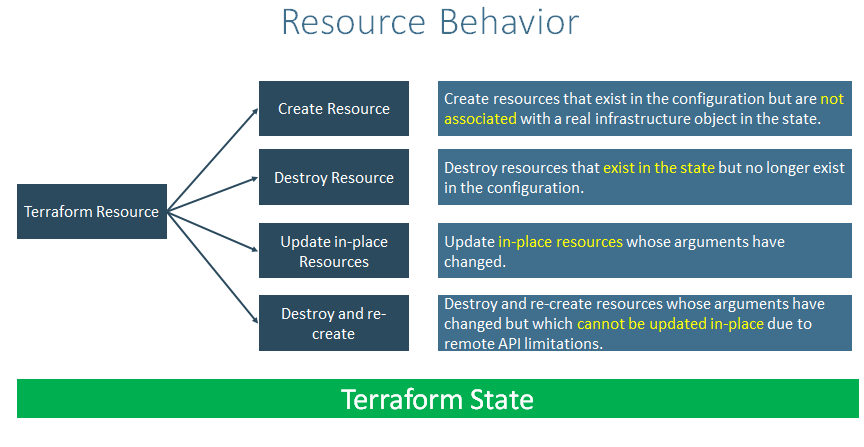 Resource Behavior
Create Resource
Create resources that exist in the configuration but are not
associated with a real infrastructure object in the state.
Destroy Resource
Destroy resources that exist in the state but no longer exist
in the configuration.
Terraform Resource
Update in-place
Resources
Update in-place resources whose arguments have
changed.
Destroy and re-
create
Destroy and re-create resources whose arguments have
changed but which cannot be updated in-place due to
remote API limitations.
Terraform State